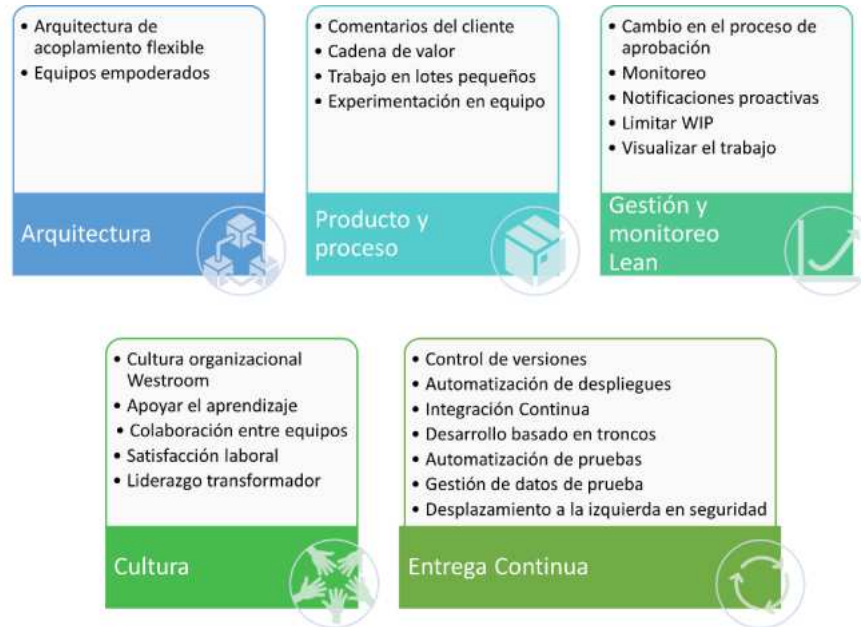 • Arquitectura de
acoplamiento flexible
• Equipos empoderados
Arquitectura
• Comentarios del cliente
• Cadena de valor
• Trabajo en lotes pequeños
• Experimentación en equipo
Producto y
proceso
• Cambio en el proceso de
aprobación
• Monitoreo
• Notificaciones proactivas
• Limitar WIP
• Visualizar el trabajo
Gestión y
monitoreo
Lean
• Cultura organizacional
Westroom
• Apoyar el aprendizaje
• Colaboración entre equipos
• Satisfacción laboral
• Liderazgo transformador
Cultura
• Control de versiones
• Automatización de despliegues
• Integración Continua
• Desarrollo basado en troncos
• Automatización de pruebas
• Gestión de datos de prueba
• Desplazamiento a la izquierda en seguridad
Entrega Continua